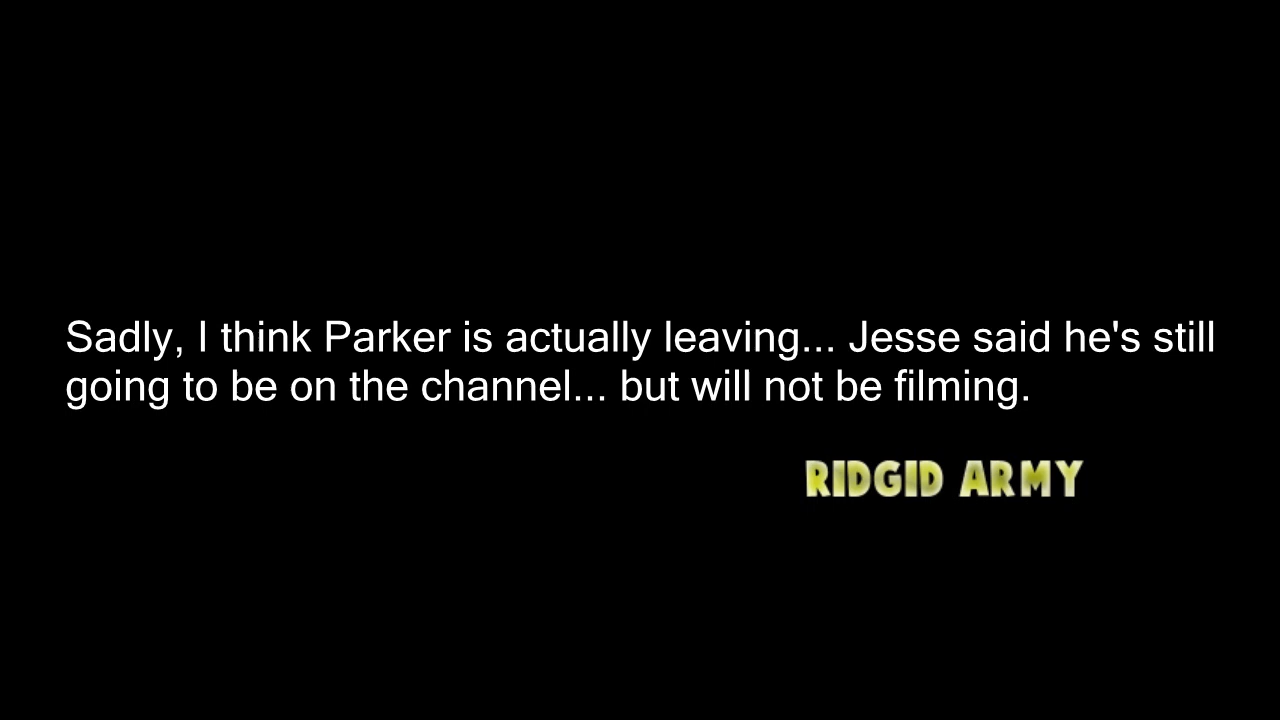 Sadly, I think Parker is actually leaving... Jesse said he's still
going to be on the channel... but will not be filming.
RIDGID ARMY